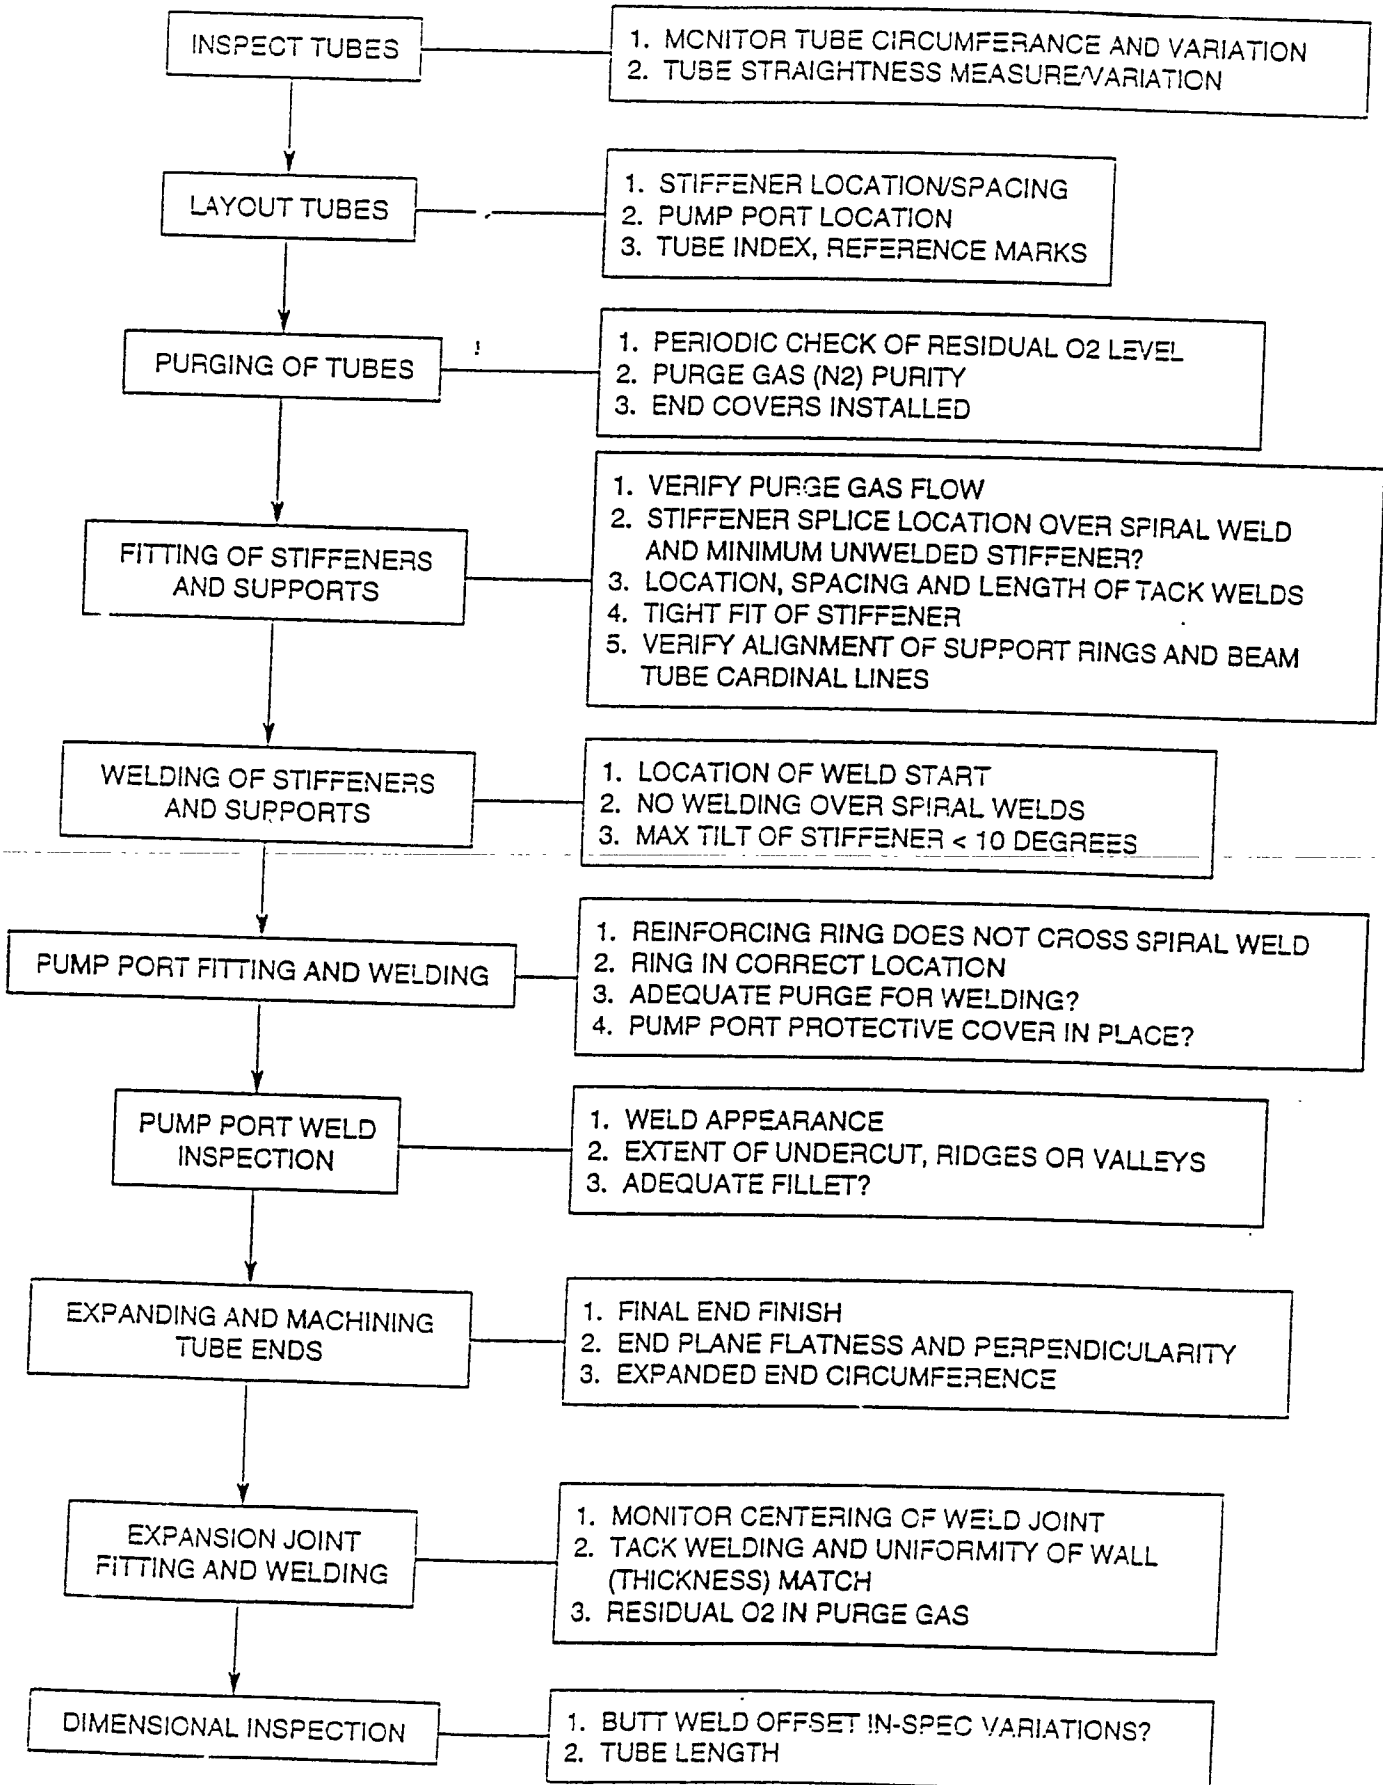 INSPECT TUBES
1. MONITOR TUBE CIRCUMFERANCE AND VARIATION
2. TUBE STRAIGHTNESS MEASURE/VARIATION
LAYOUT TUBES
1. STIFFENER LOCATION/SPACING
2. PUMP PORT LOCATION
3. TUBE INDEX, REFERENCE MARKS
PURGING OF TUBES
1. PERIODIC CHECK OF RESIDUAL O2 LEVEL
2. PURGE GAS (N2) PURITY
3. END COVERS INSTALLED
FITTING OF STIFFENERS
AND SUPPORTS
1. VERIFY PURGE GAS FLOW
2. STIFFENER SPLICE LOCATION OVER SPIRAL WELD
AND MINIMUM UNWELDED STIFFENER?
3. LOCATION, SPACING AND LENGTH OF TACK WELDS
4. TIGHT FIT OF STIFFENER
5. VERIFY ALIGNMENT OF SUPPORT RINGS AND BEAM
TUBE CARDINAL LINES
WELDING OF STIFFENERS
AND SUPPORTS
1. LOCATION OF WELD START
2. NO WELDING OVER SPIRAL WELDS
3. MAX TILT OF STIFFENER < 10 DEGREES
PUMP PORT FITTING AND WELDING
1. REINFORCING RING DOES NOT CROSS SPIRAL WELD
2. RING IN CORRECT LOCATION
3. ADEQUATE PURGE FOR WELDING?
4. PUMP PORT PROTECTIVE COVER IN PLACE?
PUMP PORT WELD
INSPECTION
1. WELD APPEARANCE
2. EXTENT OF UNDERCUT, RIDGES OR VALLEYS
3. ADEQUATE FILLET?
EXPANDING AND MACHINING
TUBE ENDS
1. FINAL END FINISH
2. END PLANE FLATNESS AND PERPENDICULARITY
3. EXPANDED END CIRCUMFERENCE
EXPANSION JOINT
FITTING AND WELDING
1. MONITOR CENTERING OF WELD JOINT
2. TACK WELDING AND UNIFORMITY OF WALL
(THICKNESS) MATCH
3. RESIDUAL O2 IN PURGE GAS
DIMENSIONAL INSPECTION
1. BUTT WELD OFFSET IN-SPEC VARIATIONS?
2. TUBE LENGTH